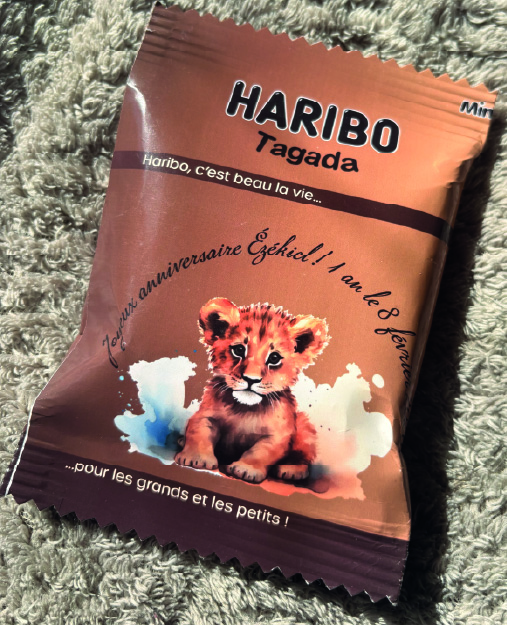 HARIBO
Min
Tagada
Haribo, c'est beau la vie...
Joyeux anniversaire Ézékiel ! 1 an le 8
...pour les grands et les petits !